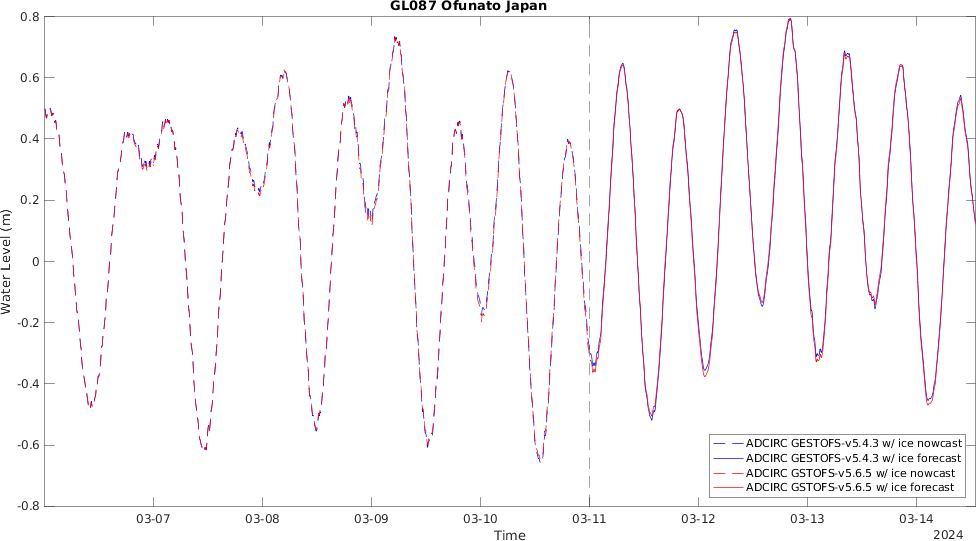 GL087 Ofunato Japan
0.8
0.6
0.4
0.2
0
-0.2
-0.4
-0.6
-0.8
Water Level (m)
ADCIRC GESTOFS-v5.4.3 w/ ice nowcast
ADCIRC GESTOFS-v5.4.3 w/ ice forecast
ADCIRC GSTOFS-v5.6.5 w/ ice nowcast
ADCIRC GSTOFS-v5.6.5 w/ ice forecast
03-07 03-08 03-09 03-10 03-11 03-12 03-13 03-14
Time
2024